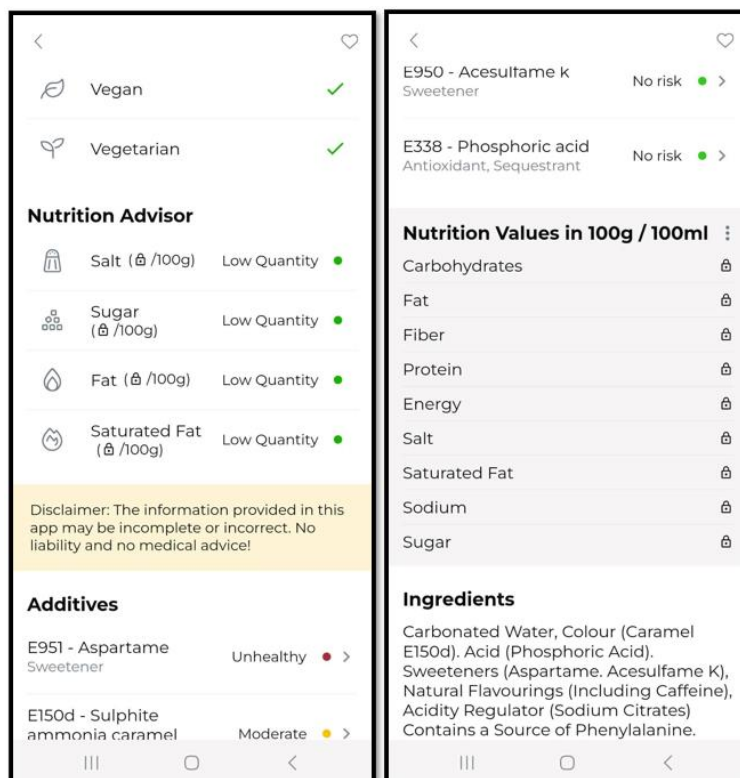 Vegan
Vegetarian
Nutrition Advisor
Salt ( /100g) Low Quantity
Sugar
( /100g) Low Quantity
Fat ( /100g) Low Quantity
Saturated Fat
( /100g) Low Quantity
Disclaimer: The information provided in this
app may be incomplete or incorrect. No
liability and no medical advice!
Additives
E951 - Aspartame
Sweetener
Unhealthy
E150d - Sulphite
ammonia caramel
Moderate
E950 - Acesulfame k
Sweetener
No risk
E338 - Phosphoric acid
Antioxidant, Sequestrant
No risk
Nutrition Values in 100g / 100ml
Carbohydrates
Fat
Fiber
Protein
Energy
Salt
Saturated Fat
Sodium
Sugar
Ingredients
Carbonated Water, Colour (Caramel
E150d). Acid (Phosphoric Acid).
Sweeteners (Aspartame. Acesulfame K),
Natural Flavourings (Including Caffeine),
Acidity Regulator (Sodium Citrates)
Contains a Source of Phenylalanine.